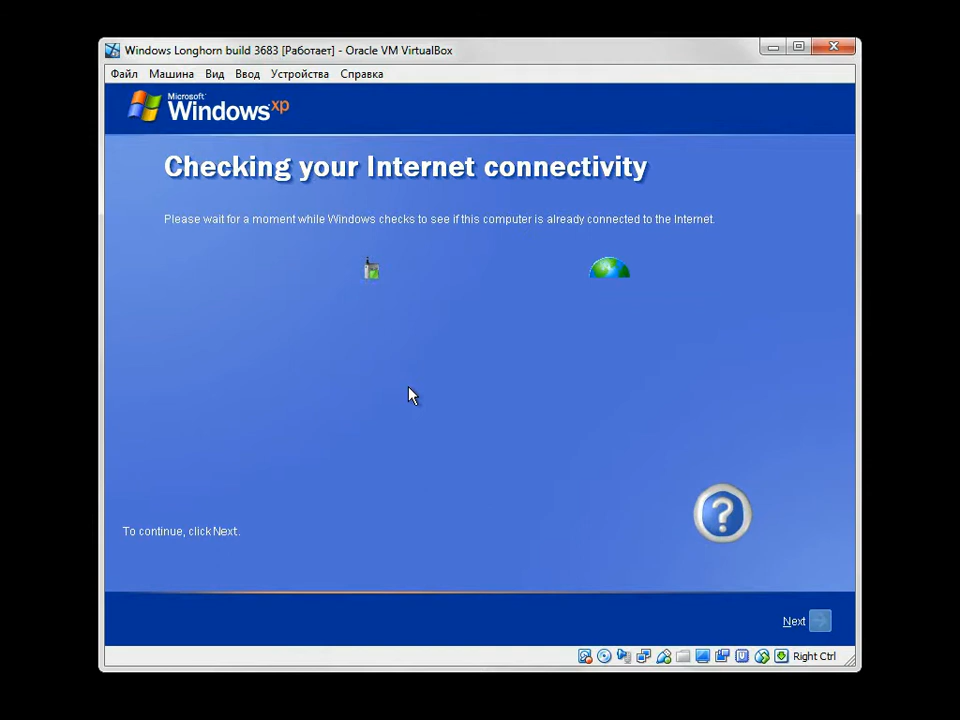 Windows Longhorn build 3683 [Работает] - Oracle VM VirtualBox
Файл Машина Вид Ввод Устройства Справка
Microsoft
Windows xp
Checking your Internet connectivity
Please wait for a moment while Windows checks to see if this computer is already connected to the Internet.
To continue, click Next.
Next
Right Ctrl